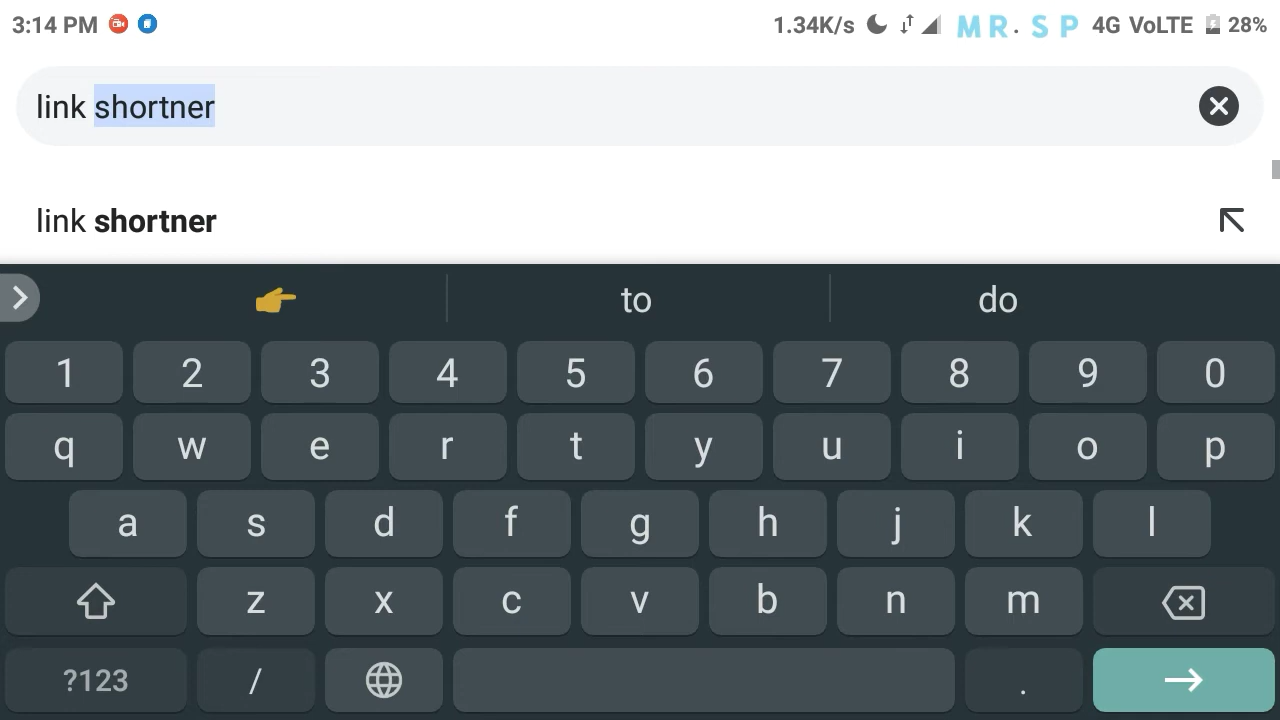 3:14 PM 1.34K/s MR. SP 4G VoLTE 28%
link shortner
link shortner
to do
1 2 3 4 5 6 7 8 9 0
q w e r t y u i o p
a s d f g h j k l
z x c v b n m
?123 / .